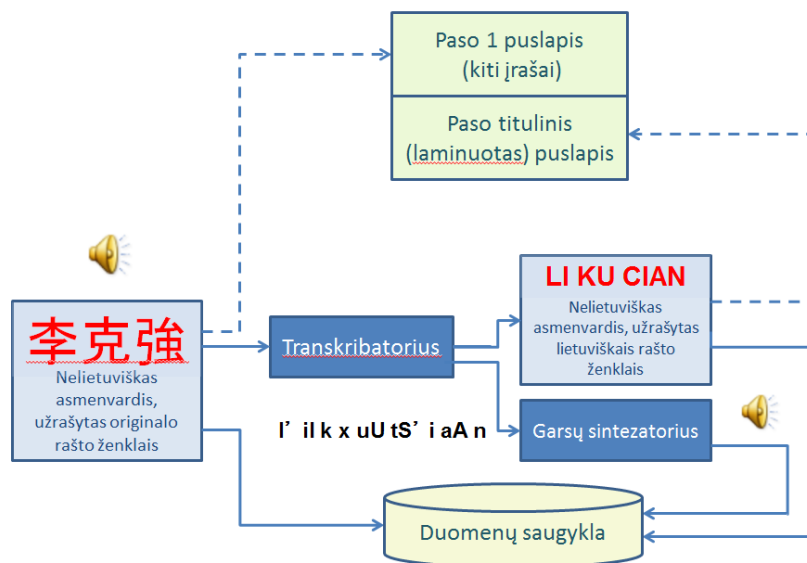 Paso 1 puslapis
(kiti įrašai)
Paso titulinis
(laminuotas) puslapis
李克強
Nelietuviškas
asmenvardis,
užrašytas originalo
rašto ženklais
Transkribatorius
LI KU CIAN
Nelietuviškas
asmenvardis, užrašytas
lietuviškais rašto
ženklais
l' iI k x uU tS' i aA n
Garsų sintezatorius
Duomenų saugykla